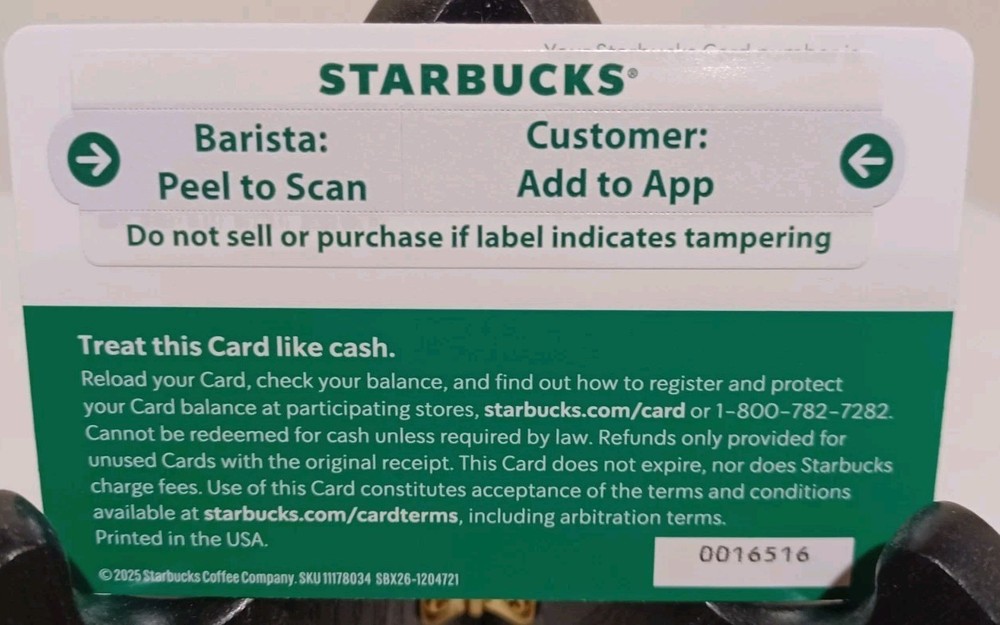 STARBUCKS®
Barista:
Peel to Scan
Customer:
Add to App
Do not sell or purchase if label indicates tampering
Treat this Card like cash.
Reload your Card, check your balance, and find out how to register and protect
your Card balance at participating stores, starbucks.com/card or 1-800-782-7282.
Cannot be redeemed for cash unless required by law. Refunds only provided for
unused Cards with the original receipt. This Card does not expire, nor does Starbucks
charge fees. Use of this Card constitutes acceptance of the terms and conditions
available at starbucks.com/cardterms, including arbitration terms.
Printed in the USA.
0016516
© 2025 Starbucks Coffee Company. SKU 11178034 SBX26-1204721